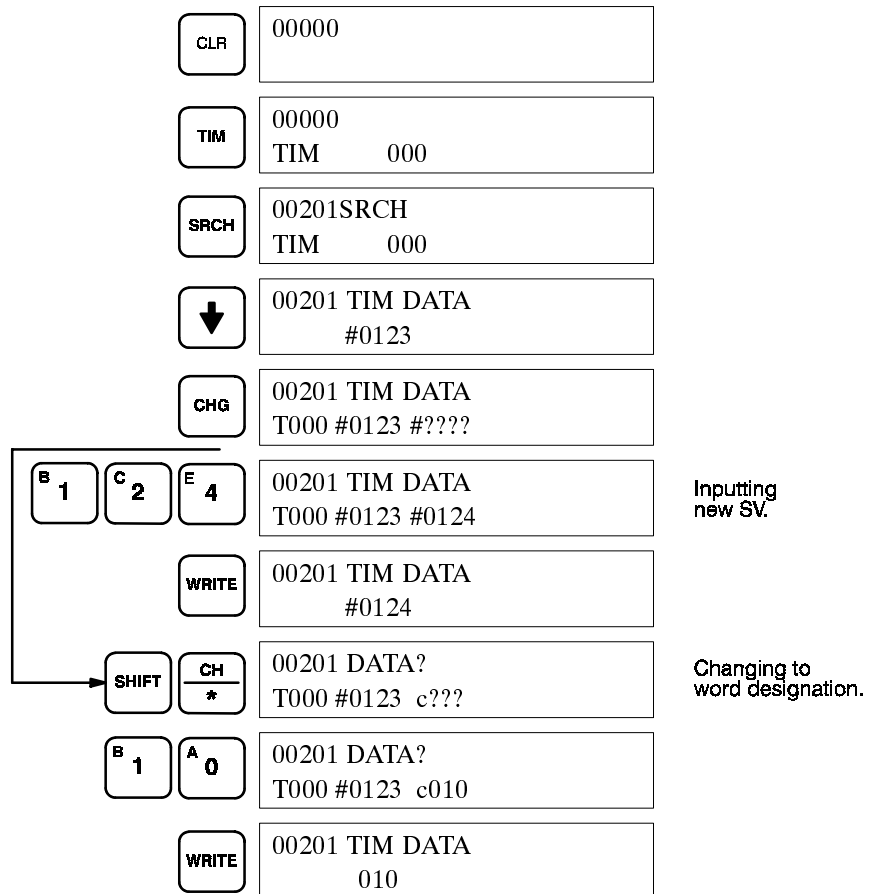 CLR
00000
TIM
00000
TIM 000
SRCH
00201SRCH
TIM 000
00201 TIM DATA
#0123
CHG
00201 TIM DATA
T000 #0123 #????
B 1
C 2
E 4
00201 TIM DATA
T000 #0123 #0124
Inputting
new SV.
WRITE
00201 TIM DATA
#0124
SHIFT
CH
*
00201 DATA?
T000 #0123 c???
Changing to
word designation.
B 1
A 0
00201 DATA?
T000 #0123 c010
WRITE
00201 TIM DATA
010